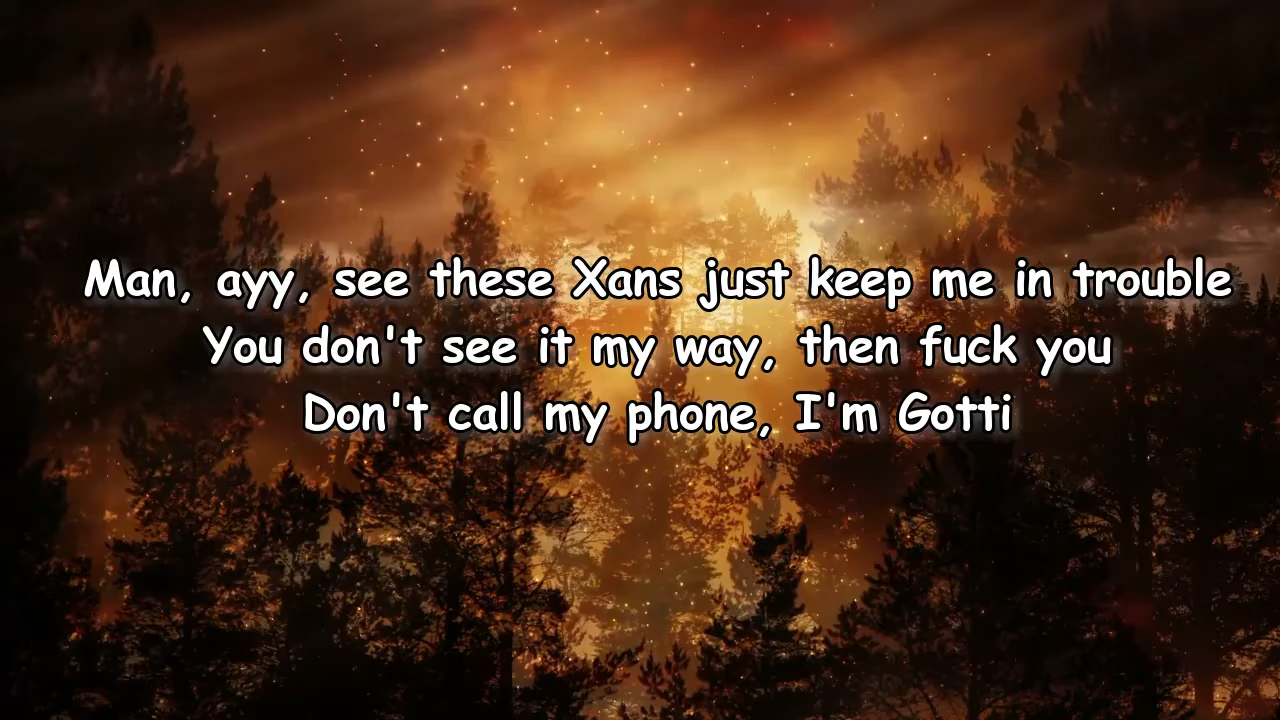 Man, ayy, see these Xans just keep me in trouble
You don't see it my way, then fuck you
Don't call my phone, I'm Gotti